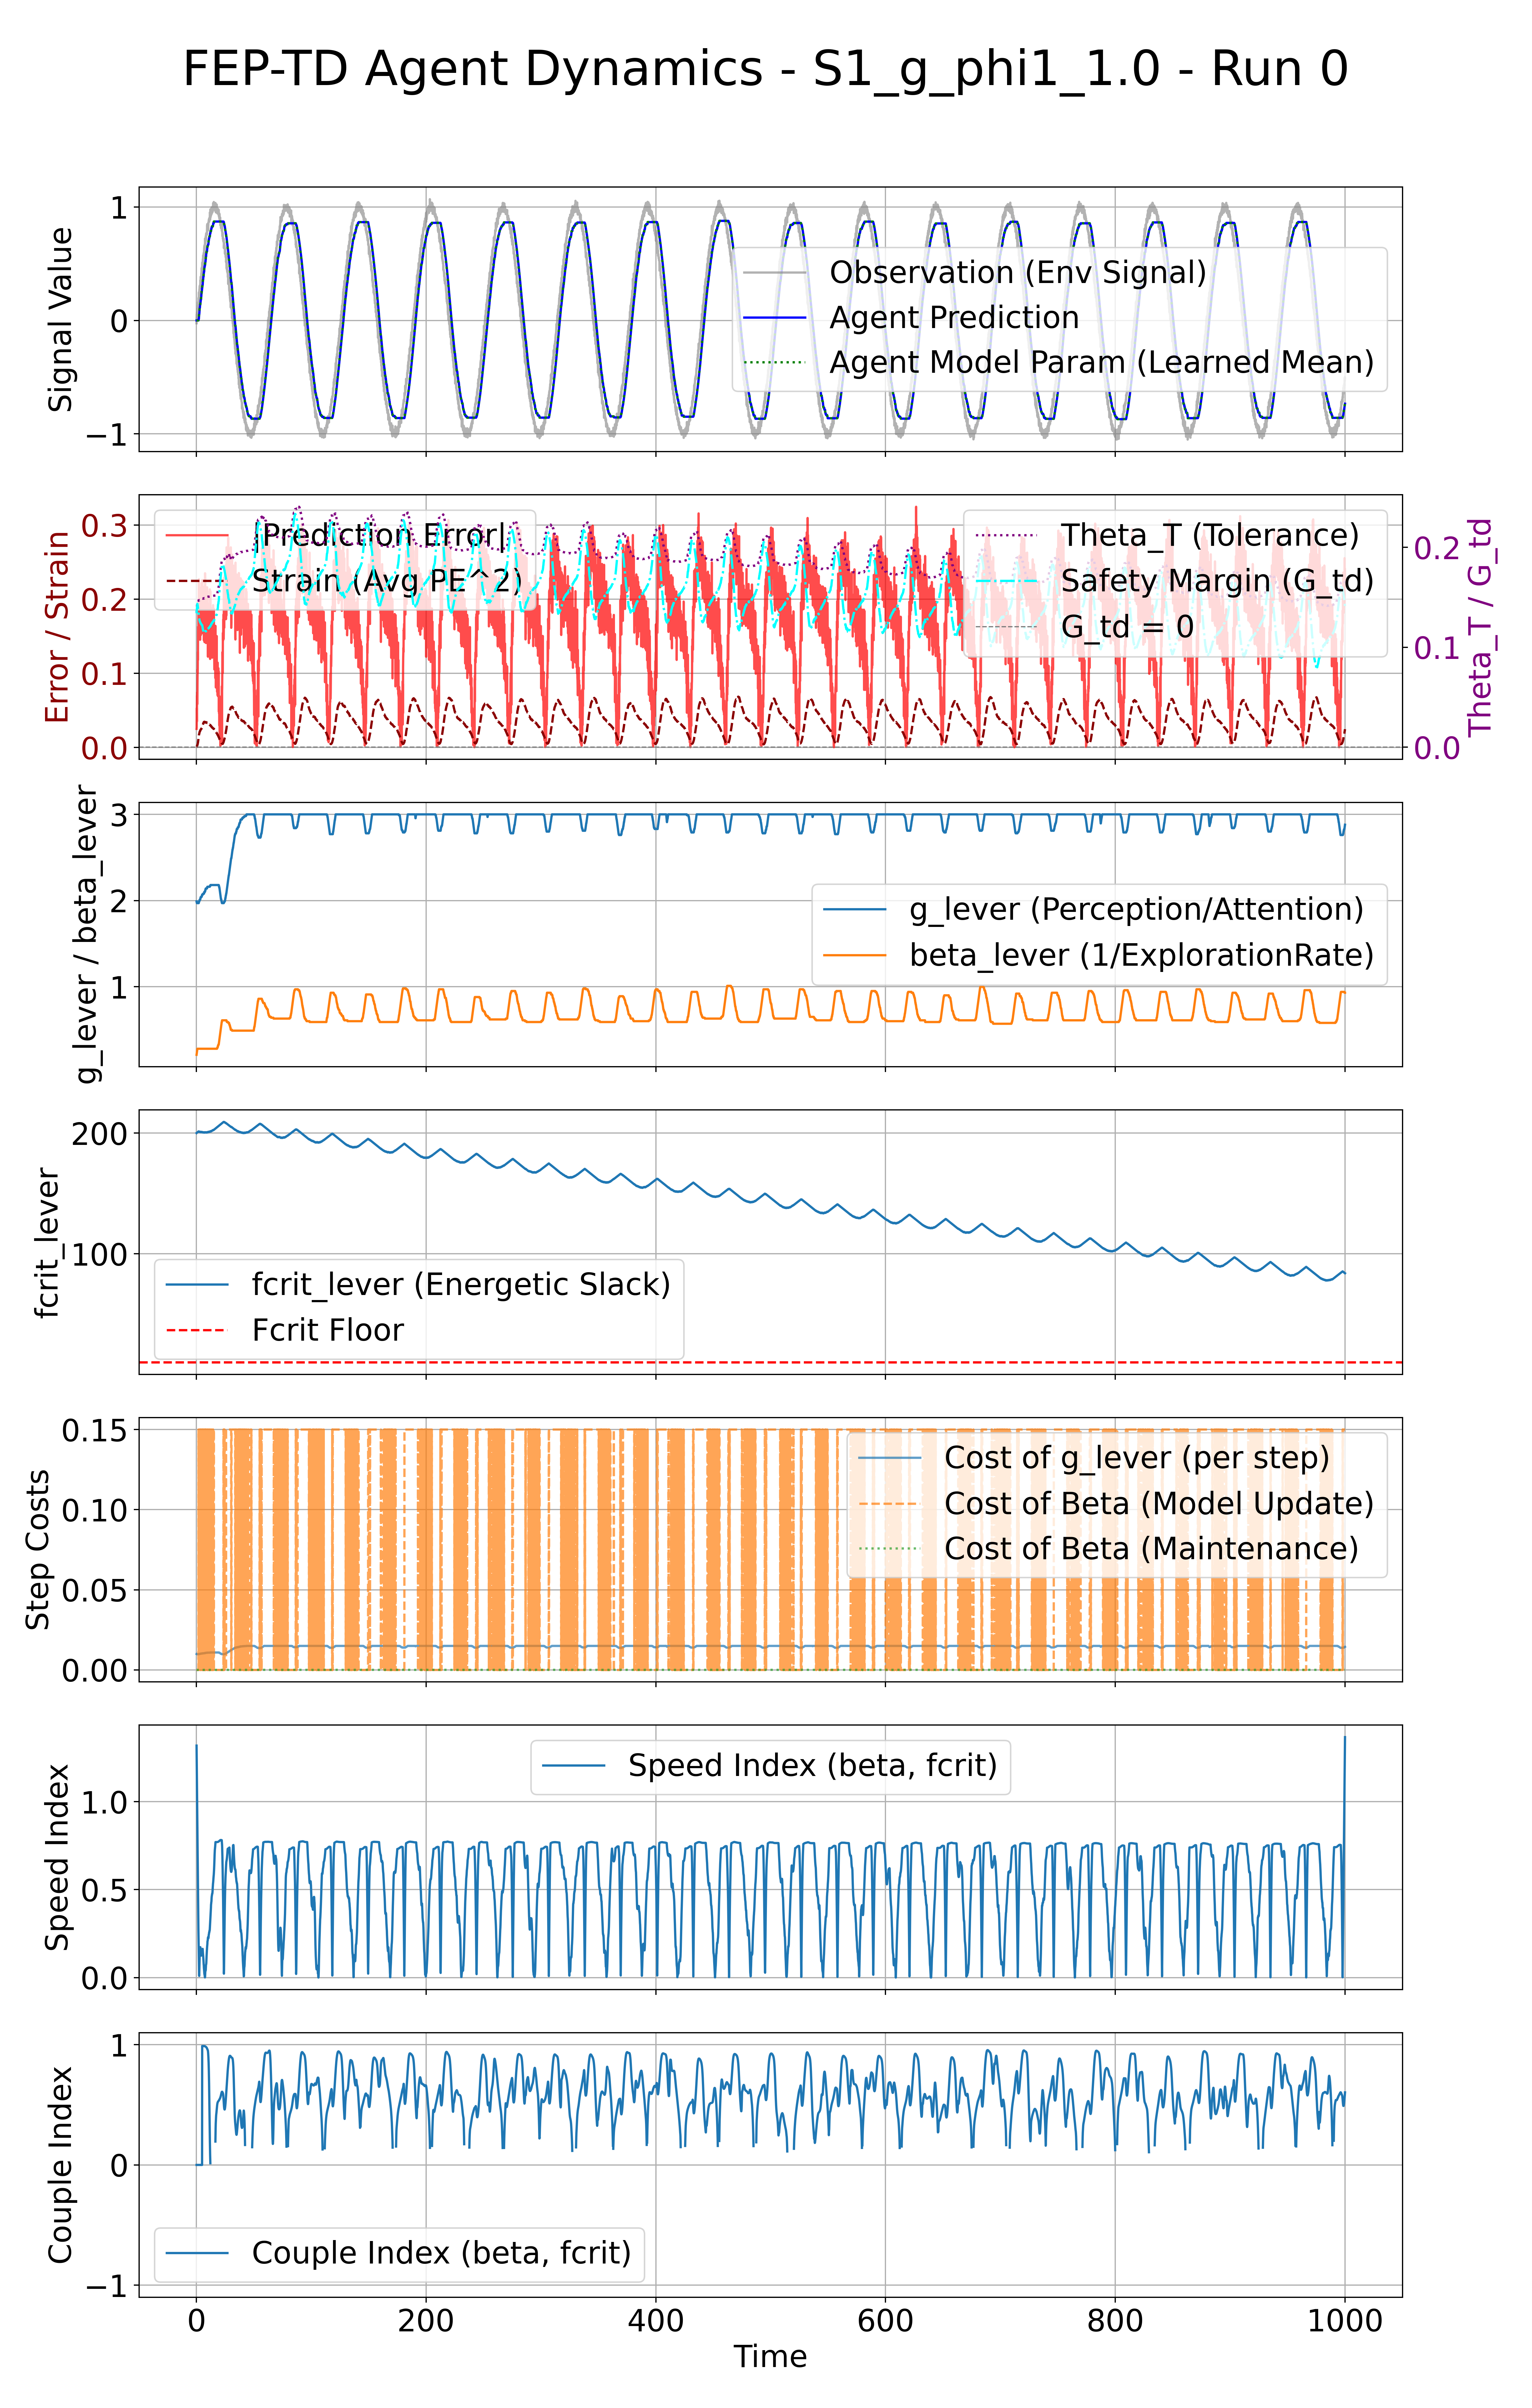 FEP-TD Agent Dynamics - S1_g_phi1_1.0 - Run 0
Signal Value
1
0
−1
Observation (Env Signal)
Agent Prediction
Agent Model Param (Learned Mean)
Error / Strain
0.3
0.2
0.1
0.0
|Prediction Error|
Strain (Avg PE^2)
Theta_T (Tolerance)
Safety Margin (G_td)
G_td = 0
0.2
0.1
0.0
Theta_T / G_td
g_lever / beta_lever
3
2
1
g_lever (Perception/Attention)
beta_lever (1/ExplorationRate)
fcrit_lever
200
100
fcrit_lever (Energetic Slack)
Fcrit Floor
Step Costs
0.15
0.10
0.05
0.00
Cost of g_lever (per step)
Cost of Beta (Model Update)
Cost of Beta (Maintenance)
Speed Index
1.0
0.5
0.0
Speed Index (beta, fcrit)
Couple Index
1
0
−1
Couple Index (beta, fcrit)
0 200 400 600 800 1000
Time